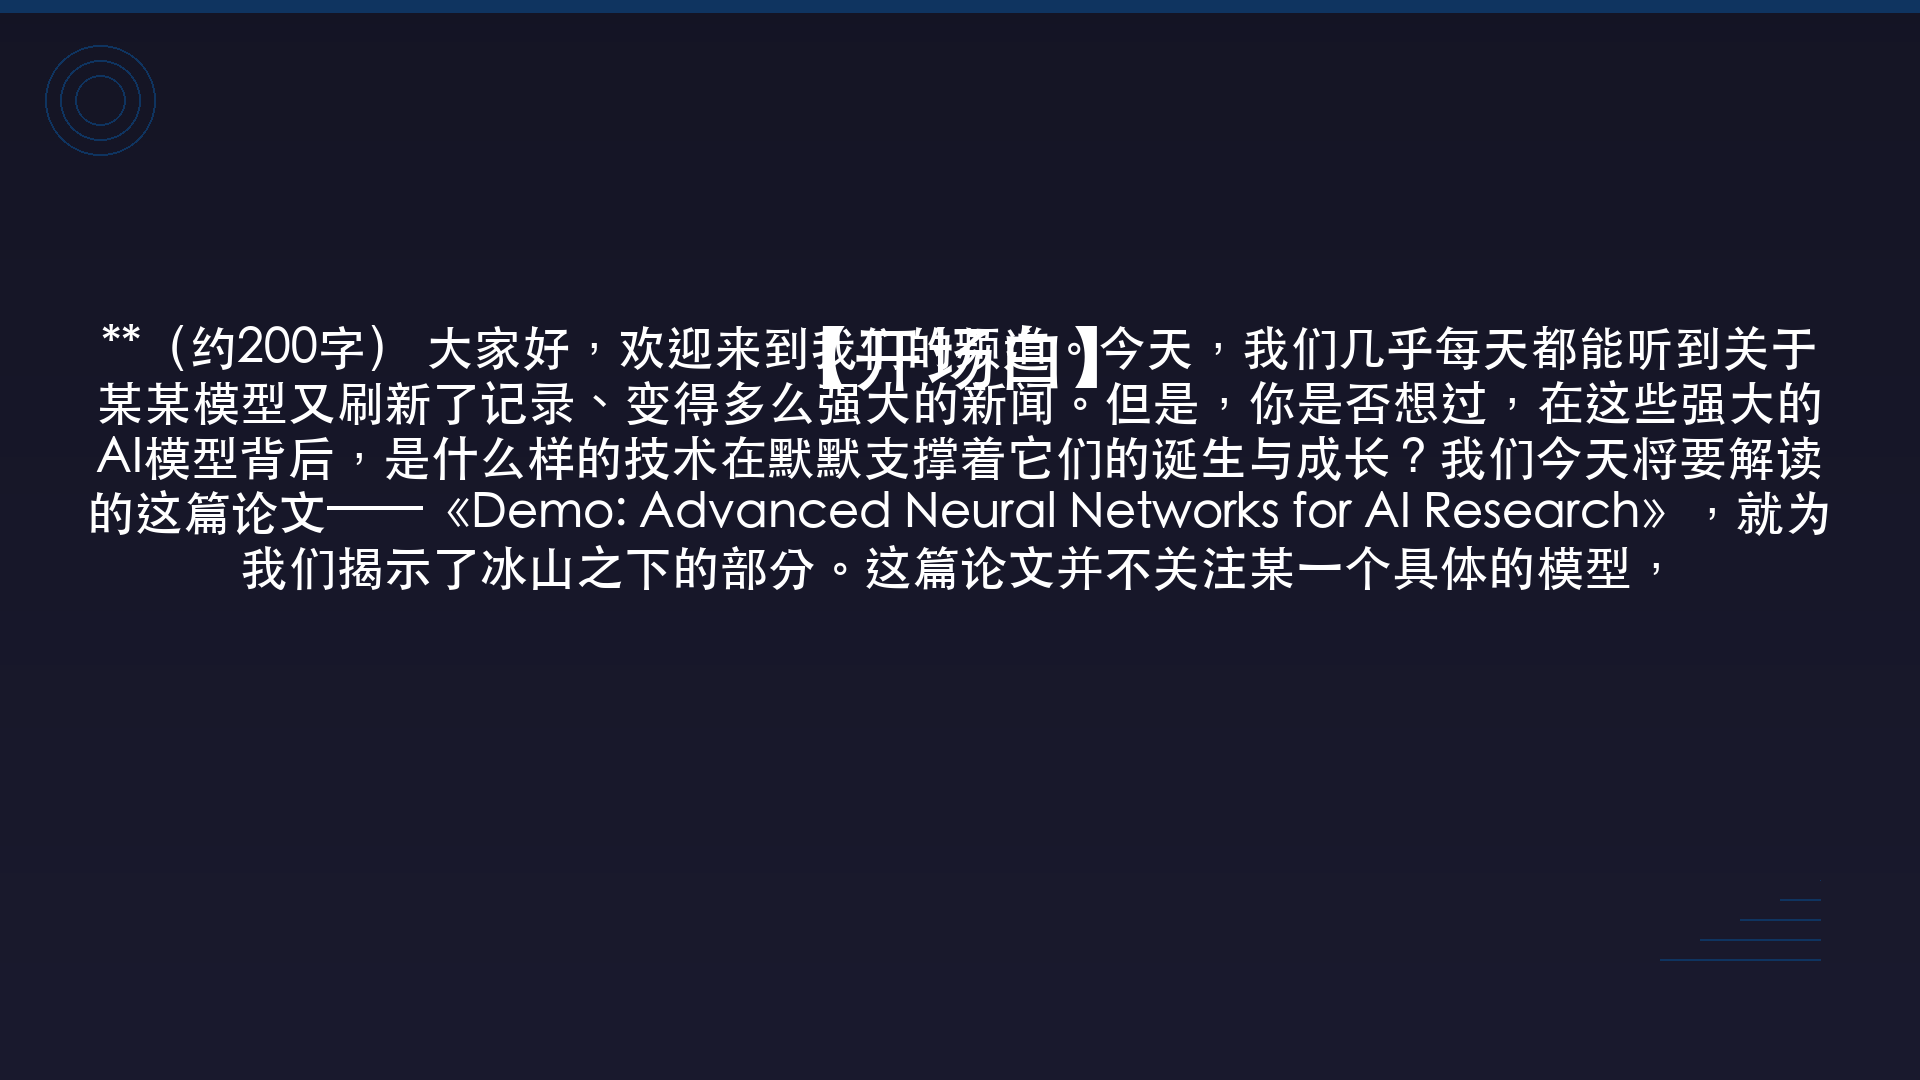 【开场白】
**（约200字） 大家好，欢迎来到我们的频道。今天，我们几乎每天都能听到关于
某某模型又刷新了记录、变得多么强大的新闻。但是，你是否想过，在这些强大的
AI模型背后，是什么样的技术在默默支撑着它们的诞生与成长？我们今天将要解读
的这篇论文——《Demo: Advanced Neural Networks for AI Research》，就为
我们揭示了冰山之下的部分。这篇论文并不关注某一个具体的模型，